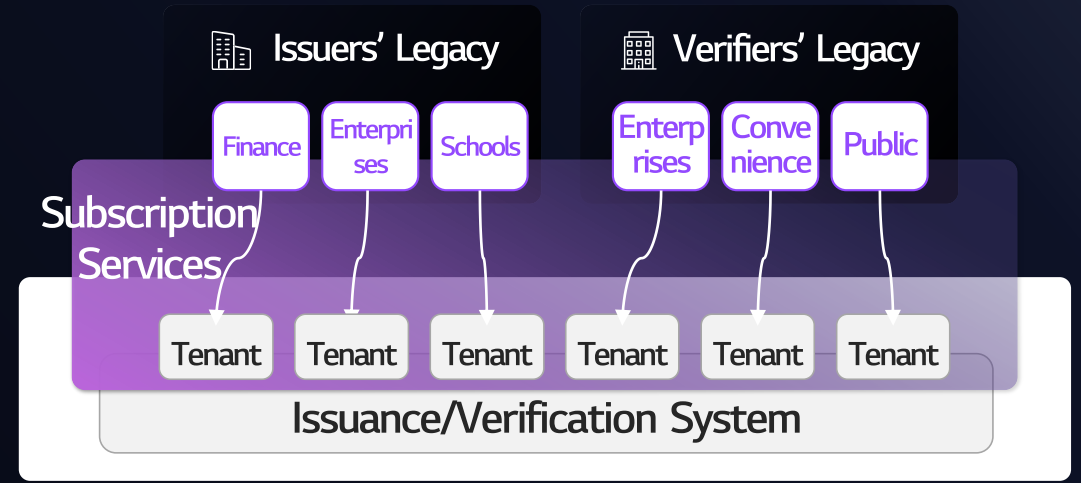 Issuers’ Legacy
Verifiers’ Legacy
Finance
Enterpri
ses
Schools
Enterp
rises
Conve
nience
Public
Subscription
Services
Tenant
Tenant
Tenant
Tenant
Tenant
Tenant
Issuance/Verification System